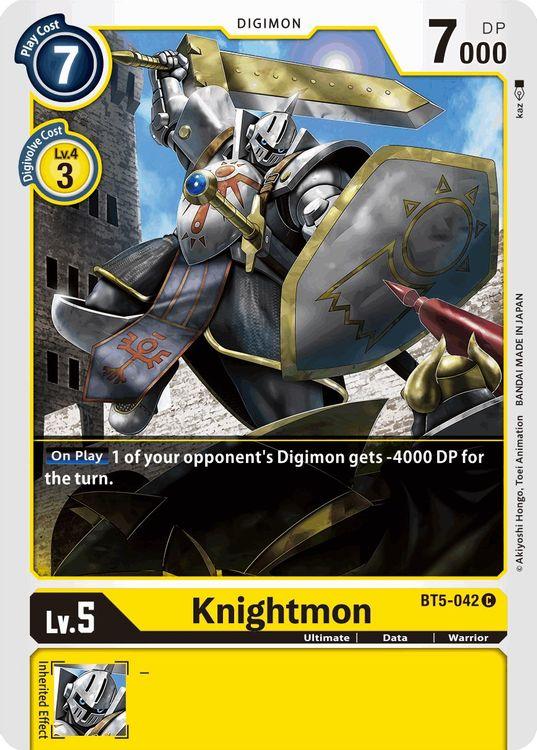 Play Cost
7
DIGIMON
DP
7000
Digivolve Cost
Lv.4
3
kaz
© Akiyoshi Hongo, Toei Animation BANDAI MADE IN JAPAN
On Play 1 of your opponent's Digimon gets -4000 DP for
the turn.
Lv.5
Knightmon
BT5-042 C
Ultimate | Data | Warrior
Inherited Effect
–